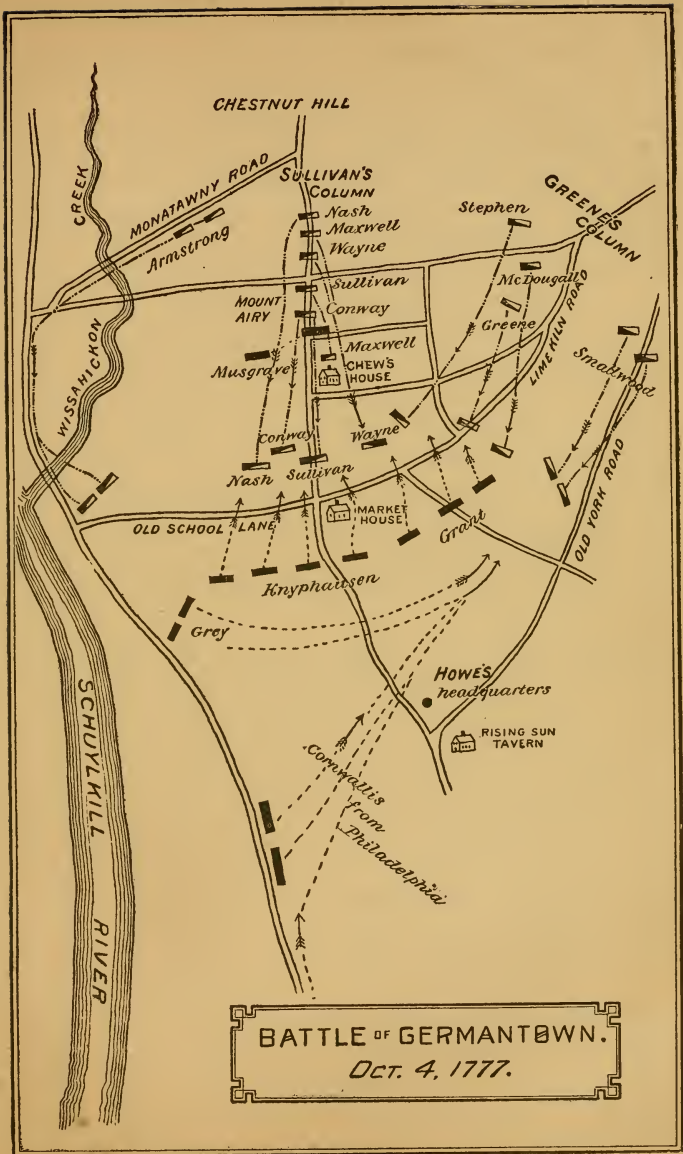 CHESTNUT HILL
CREEK
MONATAWNY ROAD
Armstrong
SULLIVAN'S
COLUMN
Nash
Maxwell
Wayne
Sullivan
Conway
MOUNT
AIRY
Stephen
GREENE'S
COLUMN
McDougall
Greene
LIME KILN ROAD
Smallwood
WISSAHICKON
Musgrave
Maxwell
CHEW'S
HOUSE
Conway
Wayne
Nash
Sullivan
OLD SCHOOL LANE
MARKET
HOUSE
Grant
OLD YORK ROAD
Knyphausen
Grey
HOWE'S
headquarters
RISING SUN
TAVERN
Cornwallis
from
Philadelphia
SCHUYLKILL
RIVER
BATTLE OF GERMANTOWN.
OCT. 4, 1777.